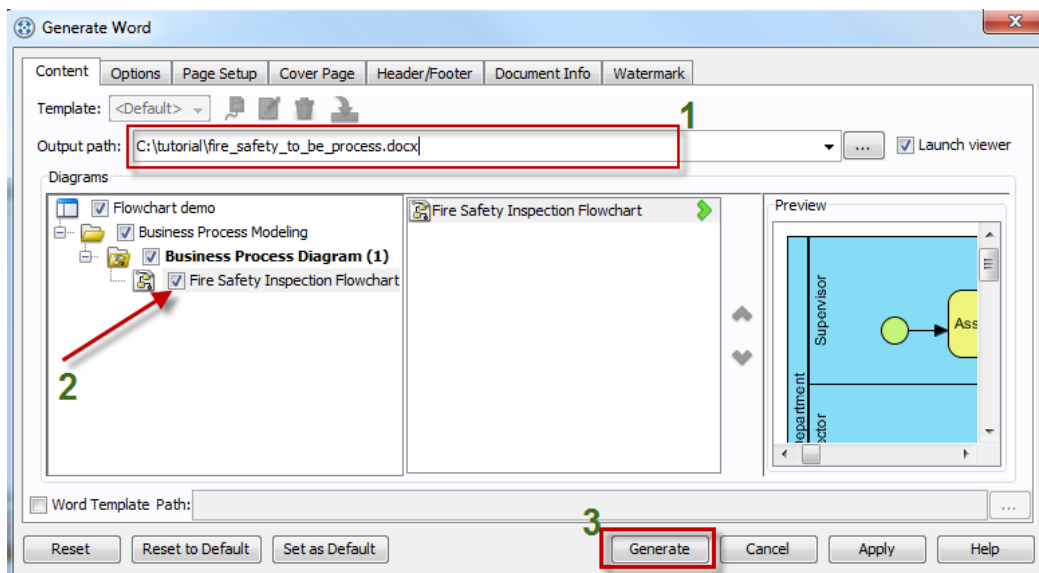 Generate Word
Content Options Page Setup Cover Page Header/Footer Document Info Watermark
Template: <Default>
1
Output path: C:\tutorial\fire_safety_to_be_process.docx ... Launch viewer
Diagrams
Flowchart demo
Business Process Modeling
Business Process Diagram (1)
Fire Safety Inspection Flowchart
2
Fire Safety Inspection Flowchart
Preview
Supervisor
Ass
epartment
ector
Word Template Path: ...
3
Reset Reset to Default Set as Default Generate Cancel Apply Help